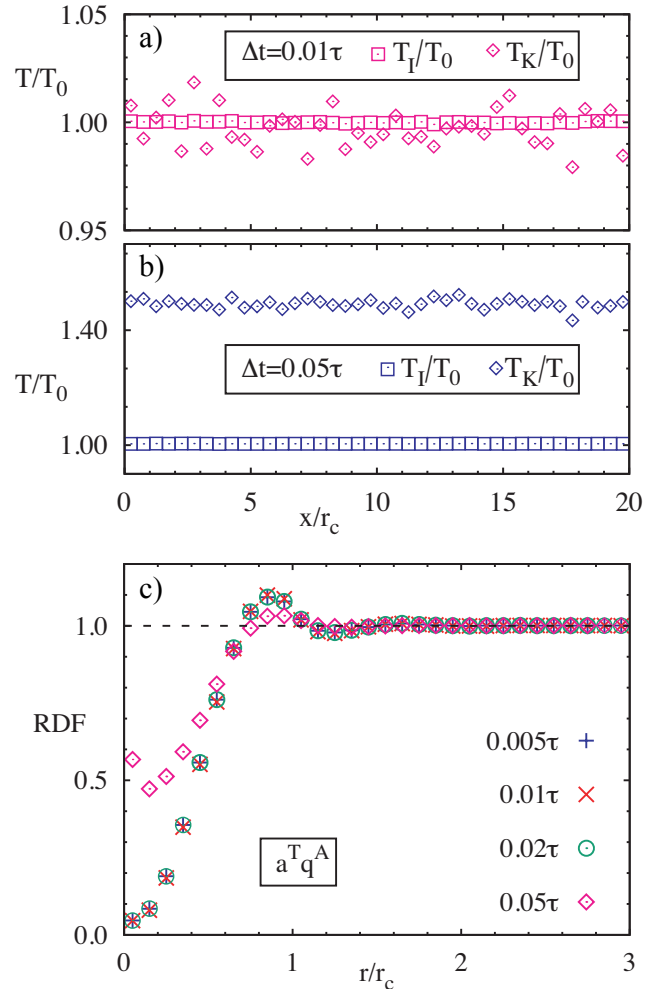 a)
1.05
Δt=0.01τ T_I/T_0 T_K/T_0
T/T_0
1.00
0.95
b)
1.40
Δt=0.05τ T_I/T_0 T_K/T_0
T/T_0
1.00
0 5 10 15 20
x/r_c
c)
1.0
RDF
0.005τ
0.5
0.01τ
a^T q^A
0.02τ
0.05τ
0.0
0 1 2 3
r/r_c